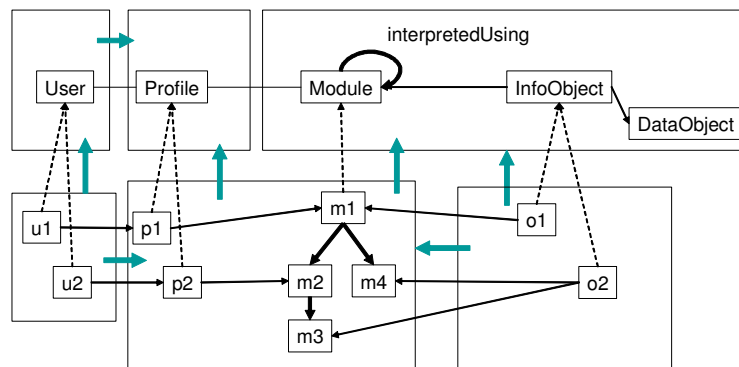 interpretedUsing
User
Profile
Module
InfoObject
DataObject
m1
u1
p1
o1
u2
p2
m2
m4
o2
m3